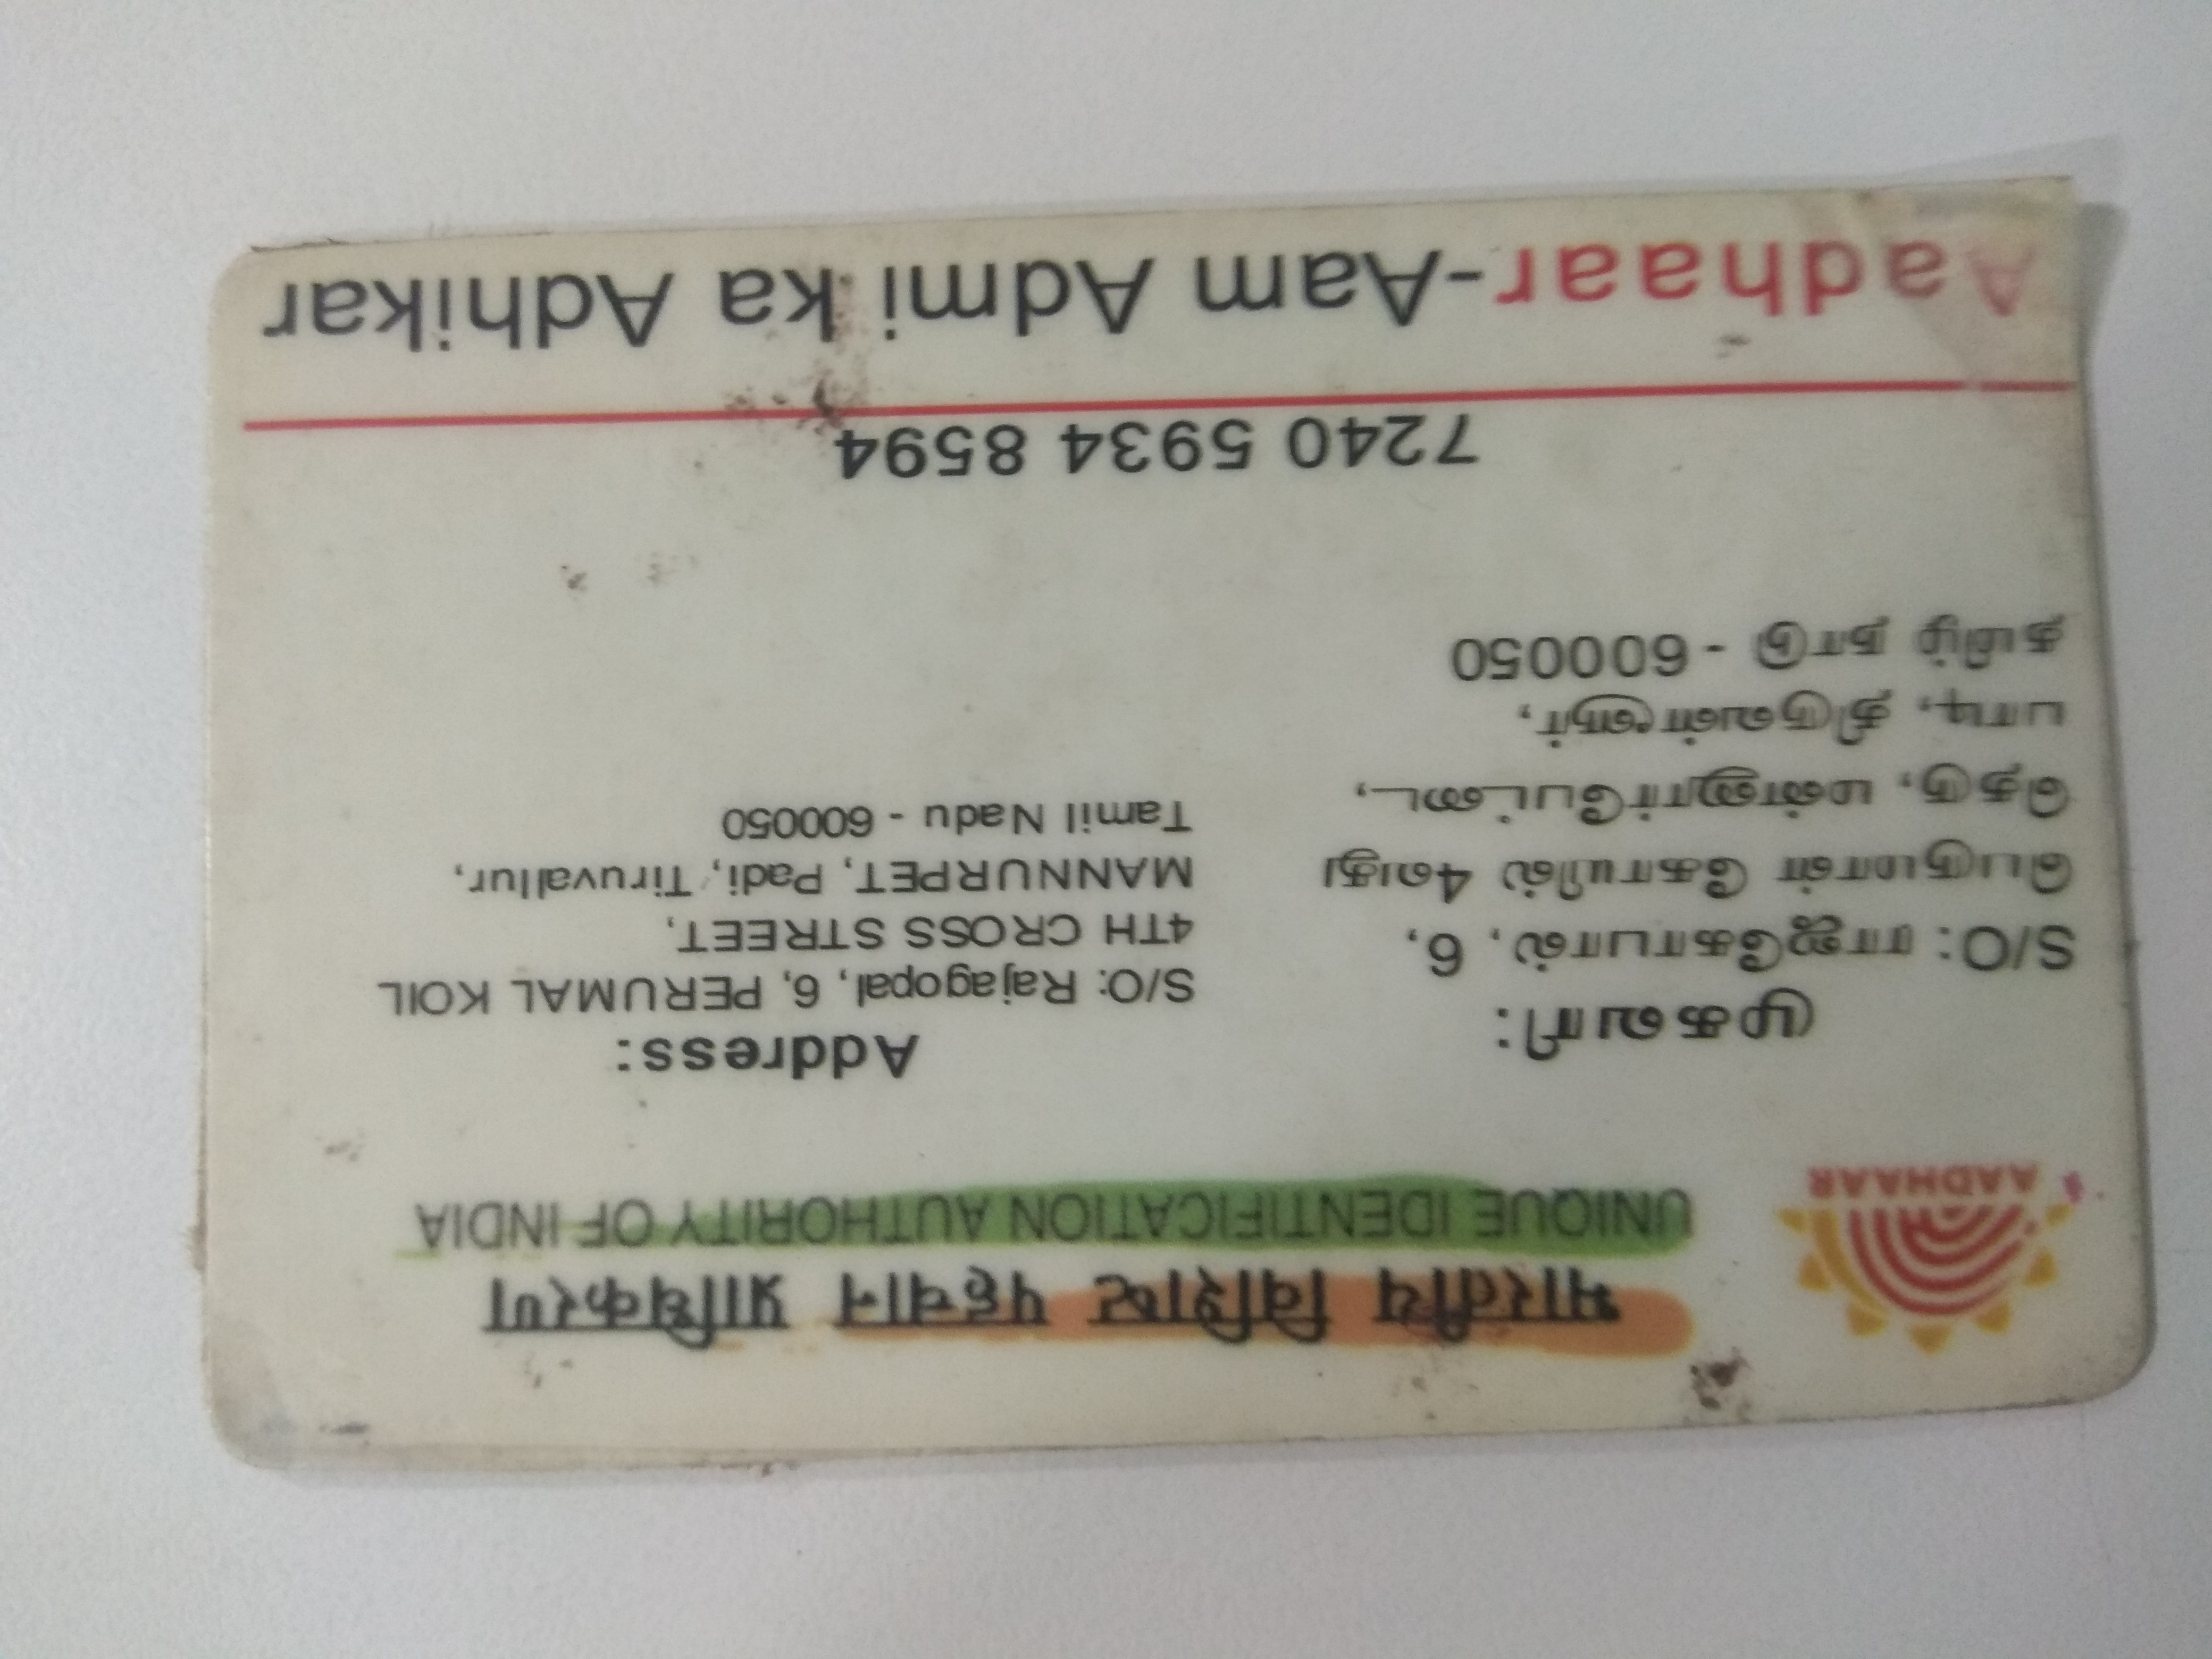 भारतीय विशिष्ट पहचान प्राधिकरण
UNIQUE IDENTIFICATION AUTHORITY OF INDIA
AADHAAR
முகவரி:
S/O: ராஜகோபால், 6,
பெருமாள் கோயில் 4வது
தெரு, மண்ணூர்பேட்டை,
பாடி, திருவள்ளூர்,
தமிழ் நாடு - 600050
Address:
S/O: Rajagopal, 6, PERUMAL KOIL
4TH CROSS STREET,
MANNURPET, Padi, Tiruvallur,
Tamil Nadu - 600050
7240 5934 8594
Aadhaar-Aam Admi ka Adhikar